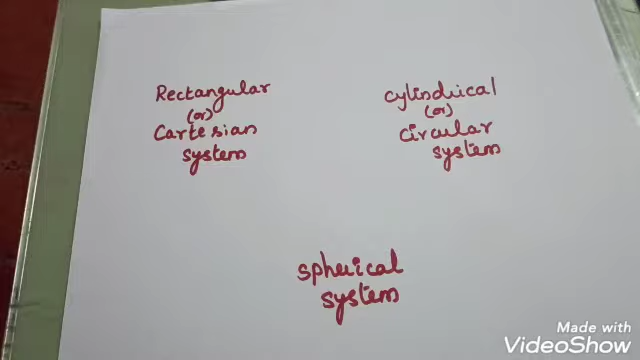 Rectangular
(or)
Cartesian
system
Cylindrical
(or)
Circular
system
spherical
system
Made with
VideoShow